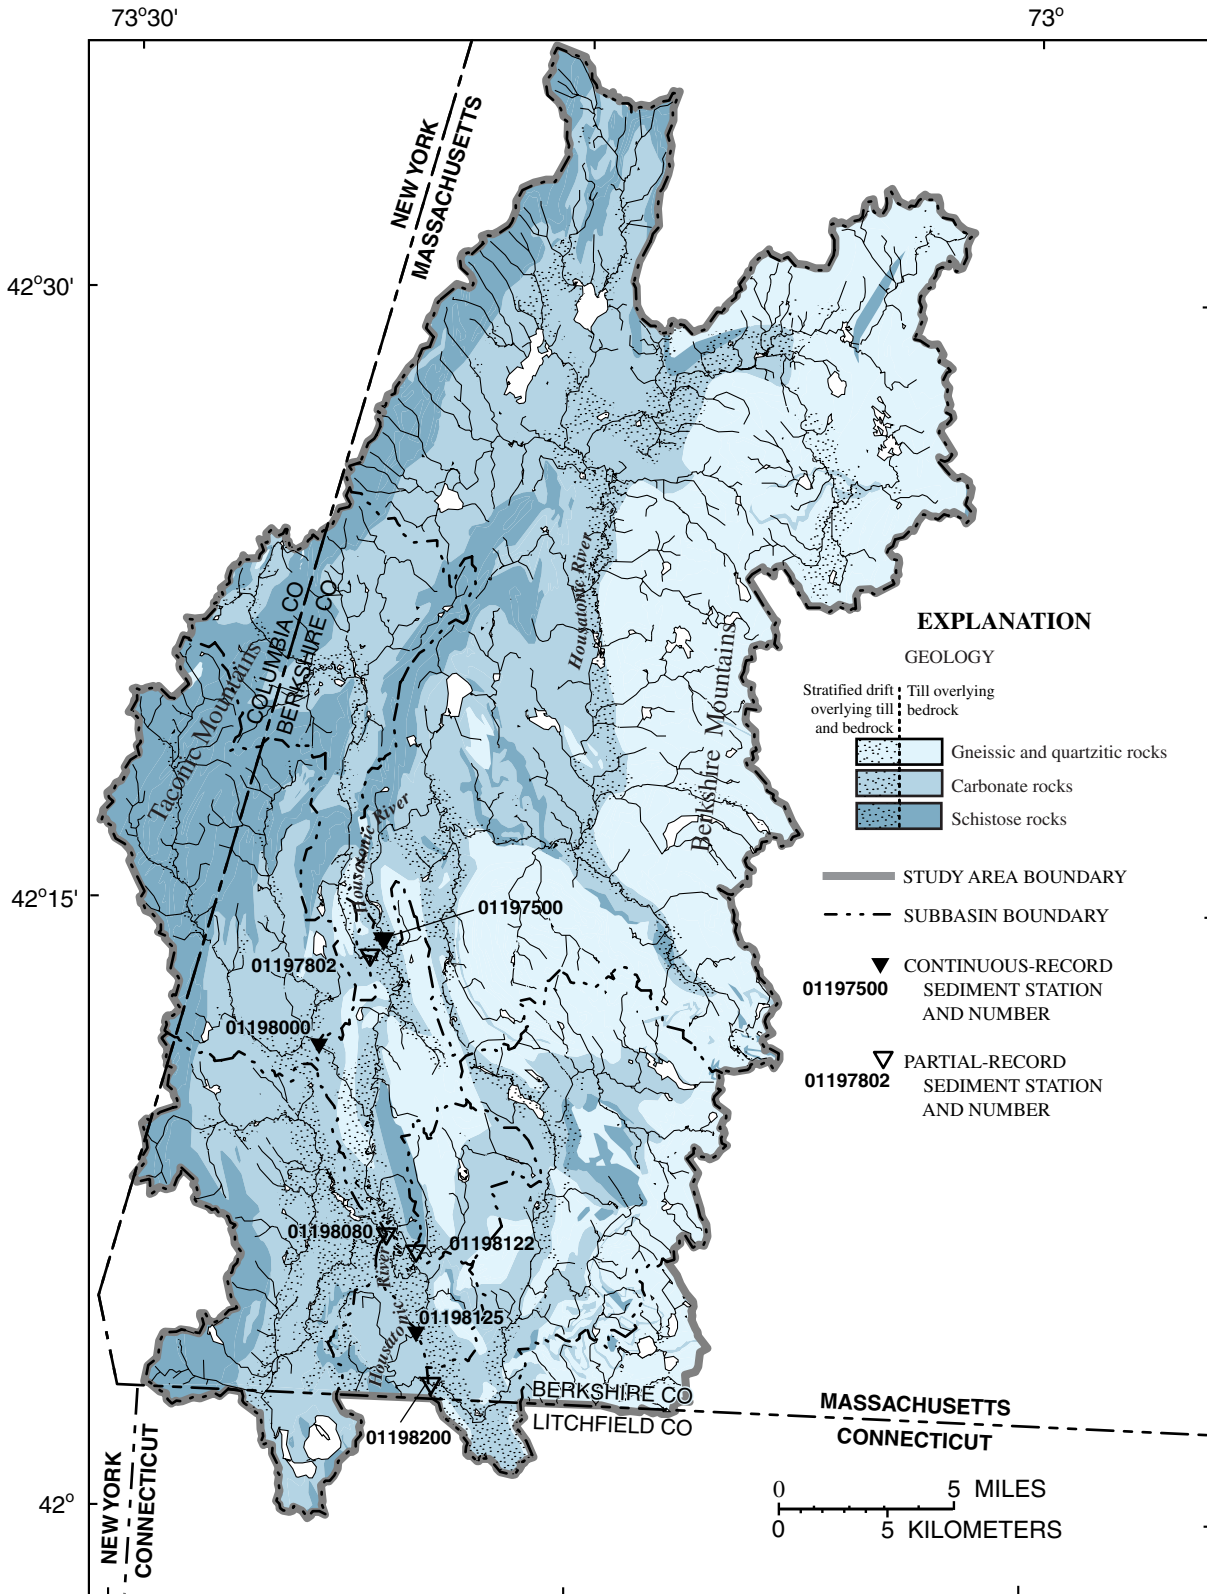 73°30'
73°
NEW YORK
MASSACHUSETTS
42°30'
Housatonic River
COLUMBIA CO
BERKSHIRE CO
Taconic Mountains
Berkshire Mountains
EXPLANATION
GEOLOGY
Stratified drift
overlying till
and bedrock
Till overlying
bedrock
Gneissic and quartzitic rocks
Carbonate rocks
Schistose rocks
Housatonic River
42°15'
STUDY AREA BOUNDARY
01197500
SUBBASIN BOUNDARY
01197802
CONTINUOUS-RECORD
01197500
SEDIMENT STATION
AND NUMBER
01198000
PARTIAL-RECORD
01197802
SEDIMENT STATION
AND NUMBER
01198080
01198122
Housatonic River
01198125
BERKSHIRE CO
LITCHFIELD CO
MASSACHUSETTS
CONNECTICUT
01198200
NEW YORK
CONNECTICUT
42°
0 5 MILES
0 5 KILOMETERS